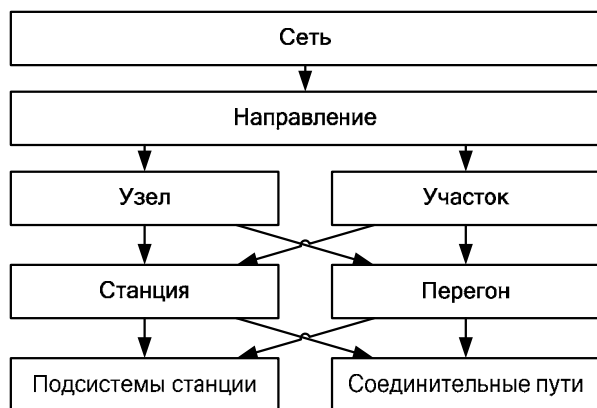 Сеть
Направление
Узел
Участок
Станция
Перегон
Подсистемы станции
Соединительные пути